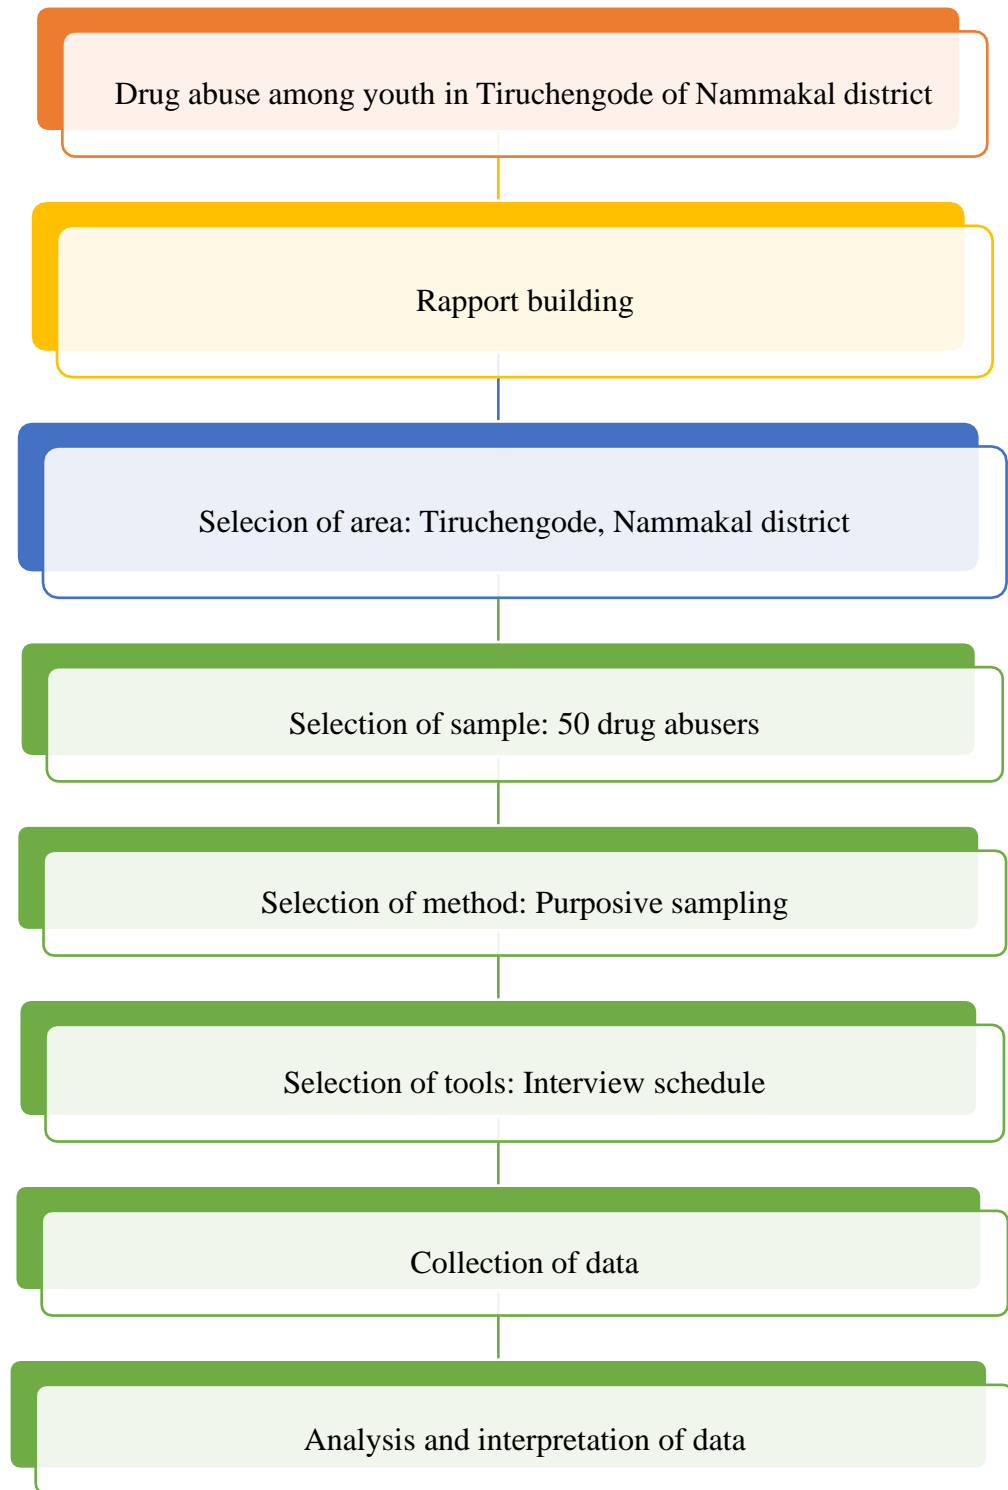 Drug abuse among youth in Tiruchengode of Nammakal district
Rapport building
Selecion of area: Tiruchengode, Nammakal district
Selection of sample: 50 drug abusers
Selection of method: Purposive sampling
Selection of tools: Interview schedule
Collection of data
Analysis and interpretation of data